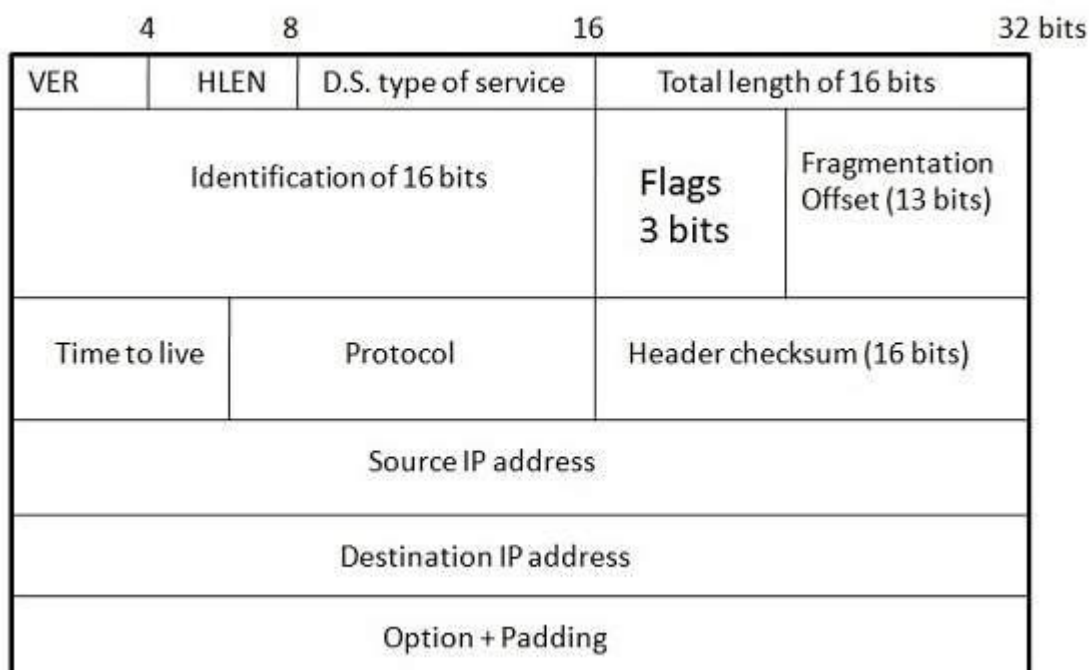 4 8 16 32 bits
VER HLEN D.S. type of service Total length of 16 bits
Identification of 16 bits
Flags
3 bits
Fragmentation
Offset (13 bits)
Time to live Protocol Header checksum (16 bits)
Source IP address
Destination IP address
Option + Padding